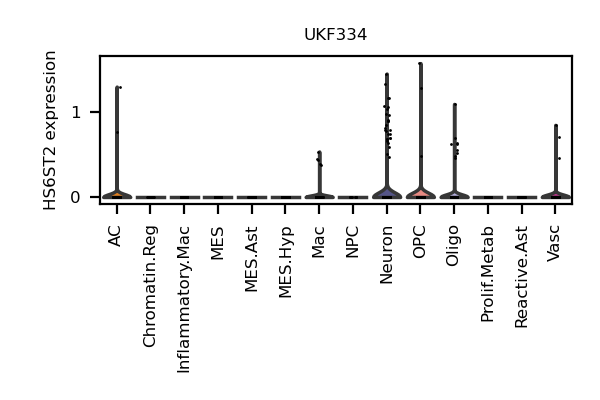 UKF334
HS6ST2 expression
1
0
AC
Chromatin.Reg
Inflammatory.Mac
MES
MES.Ast
MES.Hyp
Mac
NPC
Neuron
OPC
Oligo
Prolif.Metab
Reactive.Ast
Vasc